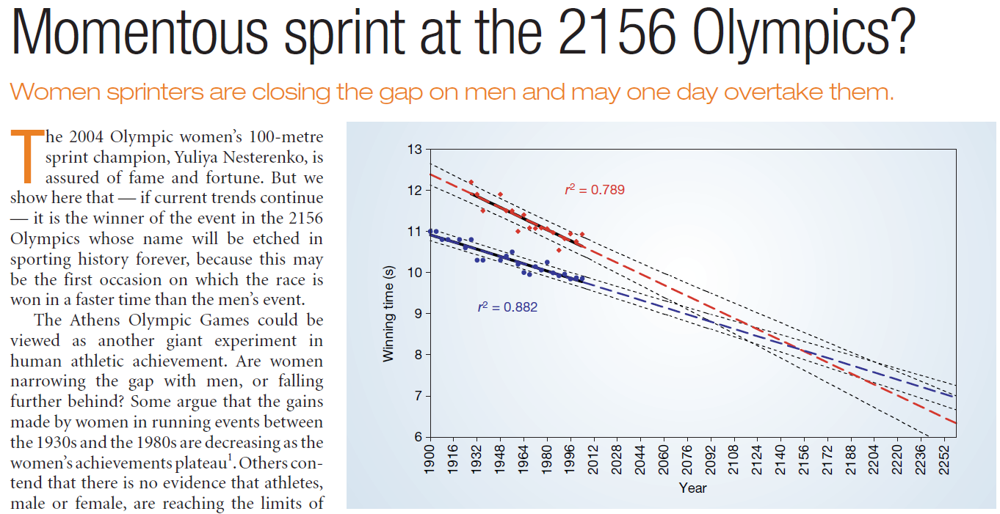 Momentous sprint at the 2156 Olympics?
Women sprinters are closing the gap on men and may one day overtake them.
The 2004 Olympic women's 100-metre
sprint champion, Yuliya Nesterenko, is
assured of fame and fortune. But we
show here that — if current trends continue
— it is the winner of the event in the 2156
Olympics whose name will be etched in
sporting history forever, because this may
be the first occasion on which the race is
won in a faster time than the men's event.
The Athens Olympic Games could be
viewed as another giant experiment in
human athletic achievement. Are women
narrowing the gap with men, or falling
further behind? Some argue that the gains
made by women in running events between
the 1930s and the 1980s are decreasing as the
women's achievements plateau¹. Others con-
tend that there is no evidence that athletes,
male or female, are reaching the limits of
13
12
11
10
9
8
7
6
Winning time (s)
r² = 0.789
r² = 0.882
1900 1916 1932 1948 1964 1980 1996 2012 2028 2044 2060 2076 2092 2108 2124 2140 2156 2172 2188 2204 2220 2236 2252
Year